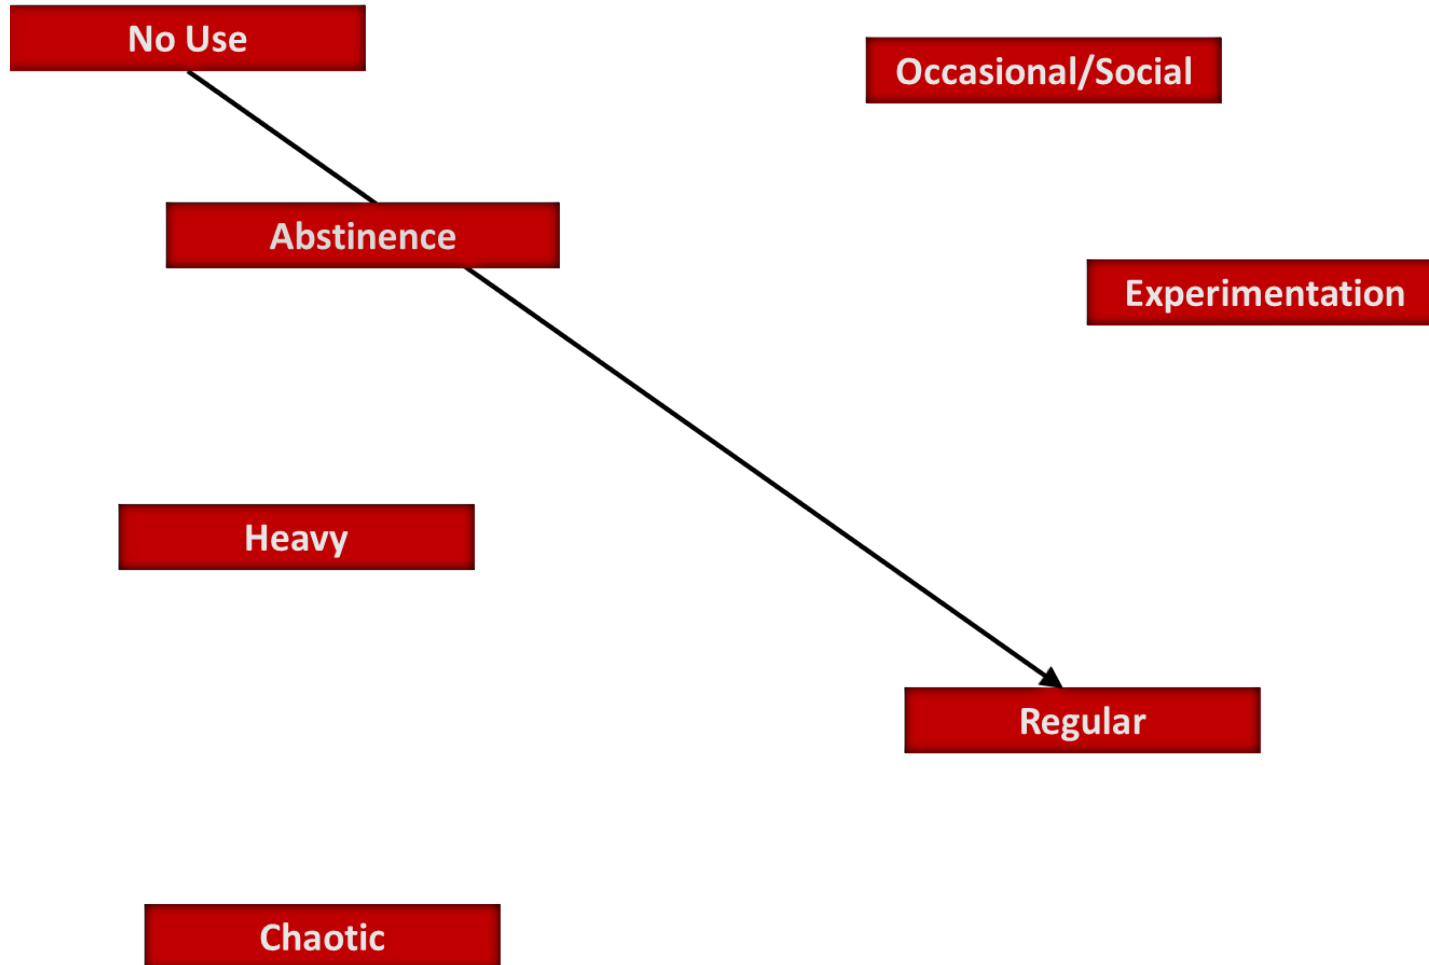 No Use
Occasional/Social
Abstinence
Experimentation
Heavy
Regular
Chaotic